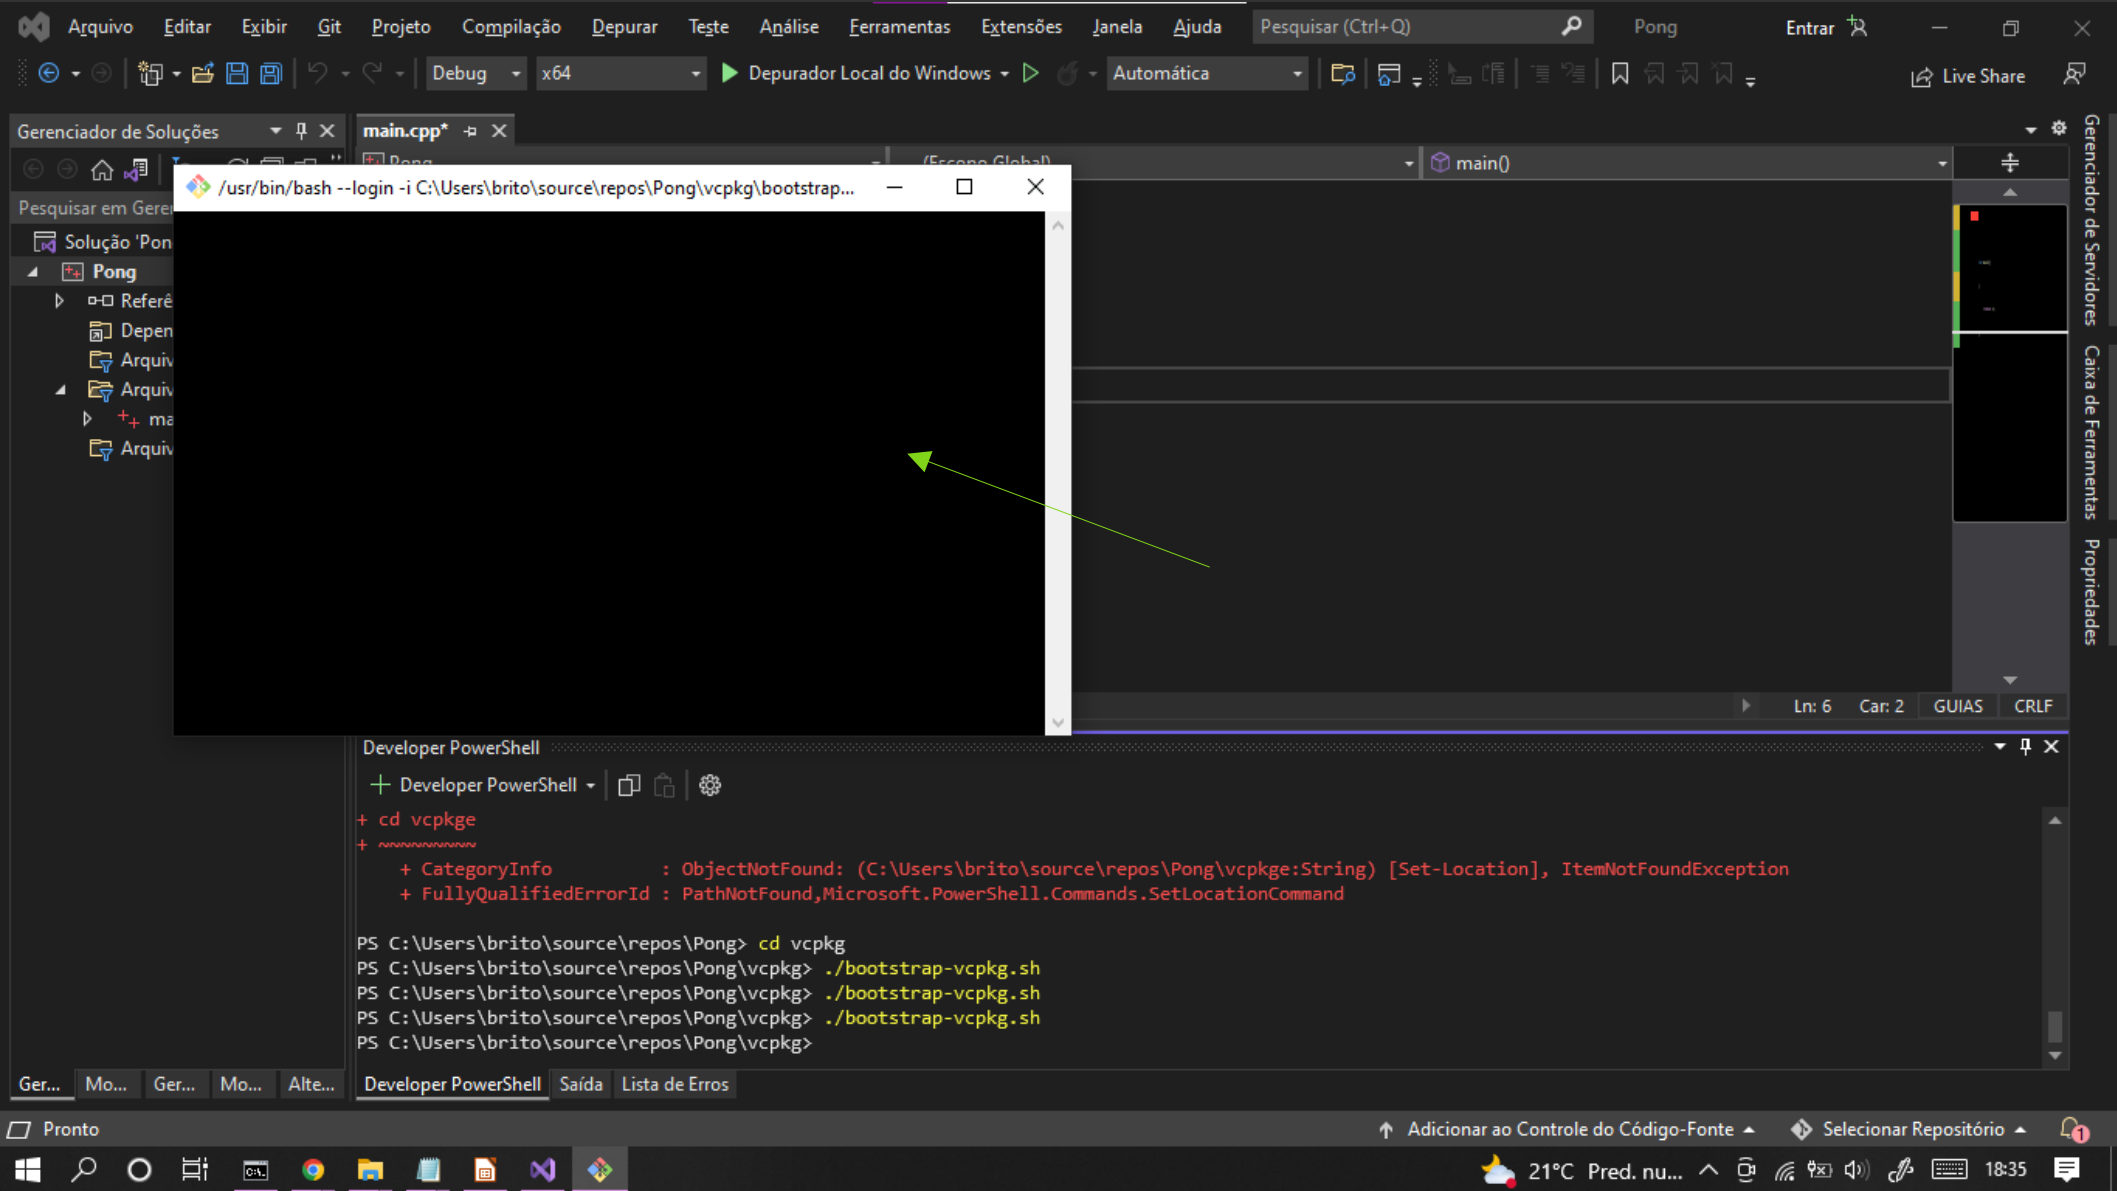 Arquivo Editar Exibir Git Projeto Compilação Depurar Teste Análise Ferramentas Extensões Janela Ajuda Pesquisar (Ctrl+Q) Pong Entrar
Debug x64 Depurador Local do Windows Automática Live Share
Gerenciador de Soluções
main.cpp*
Pong (Escopo Global) main()
/usr/bin/bash --login -i C:\Users\brito\source\repos\Pong\vcpkg\bootstrap...
Pesquisar em Gere
Solução 'Pon
Pong
Referê
Depen
Arquiv
Arquiv
ma
Arquiv
Gerenciador de Servidores
Caixa de Ferramentas
Propriedades
Ln: 6 Car: 2 GUIAS CRLF
Developer PowerShell
Developer PowerShell
+ cd vcpkge
+ ~~~~~~~~~
+ CategoryInfo : ObjectNotFound: (C:\Users\brito\source\repos\Pong\vcpkge:String) [Set-Location], ItemNotFoundException
+ FullyQualifiedErrorId : PathNotFound,Microsoft.PowerShell.Commands.SetLocationCommand
PS C:\Users\brito\source\repos\Pong> cd vcpkg
PS C:\Users\brito\source\repos\Pong\vcpkg> ./bootstrap-vcpkg.sh
PS C:\Users\brito\source\repos\Pong\vcpkg> ./bootstrap-vcpkg.sh
PS C:\Users\brito\source\repos\Pong\vcpkg> ./bootstrap-vcpkg.sh
PS C:\Users\brito\source\repos\Pong\vcpkg>
Ger... Mo... Ger... Mo... Alte... Developer PowerShell Saída Lista de Erros
Pronto Adicionar ao Controle do Código-Fonte Selecionar Repositório 1
C:\. 21°C Pred. nu... 18:35